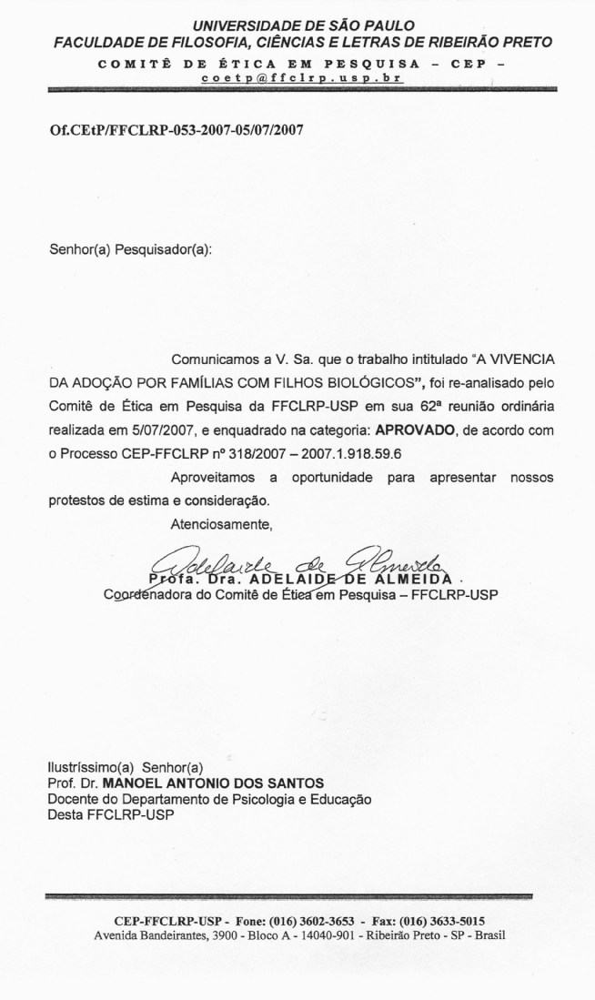 UNIVERSIDADE DE SÃO PAULO
FACULDADE DE FILOSOFIA, CIÊNCIAS E LETRAS DE RIBEIRÃO PRETO
COMITÊ DE ÉTICA EM PESQUISA – CEP –
coetp@ffclrp.usp.br
Of.CEtP/FFCLRP-053-2007-05/07/2007
Senhor(a) Pesquisador(a):
Comunicamos a V. Sa. que o trabalho intitulado "A VIVENCIA
DA ADOÇÃO POR FAMÍLIAS COM FILHOS BIOLÓGICOS", foi re-analisado pelo
Comitê de Ética em Pesquisa da FFCLRP-USP em sua 62ª reunião ordinária
realizada em 5/07/2007, e enquadrado na categoria: APROVADO, de acordo com
o Processo CEP-FFCLRP nº 318/2007 – 2007.1.918.59.6
Aproveitamos a oportunidade para apresentar nossos
protestos de estima e consideração.
Atenciosamente,
Adelaide de Almeida
Profa. Dra. ADELAIDE DE ALMEIDA
Coordenadora do Comitê de Ética em Pesquisa – FFCLRP-USP
Ilustríssimo(a) Senhor(a)
Prof. Dr. MANOEL ANTONIO DOS SANTOS
Docente do Departamento de Psicologia e Educação
Desta FFCLRP-USP
CEP-FFCLRP-USP - Fone: (016) 3602-3653 - Fax: (016) 3633-5015
Avenida Bandeirantes, 3900 - Bloco A - 14040-901 - Ribeirão Preto - SP - Brasil